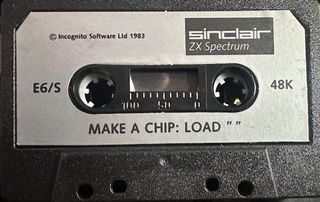 © Incognito Software Ltd 1983
sinclair
ZX Spectrum
E6/S
48K
100 50 0
MAKE A CHIP: LOAD " "